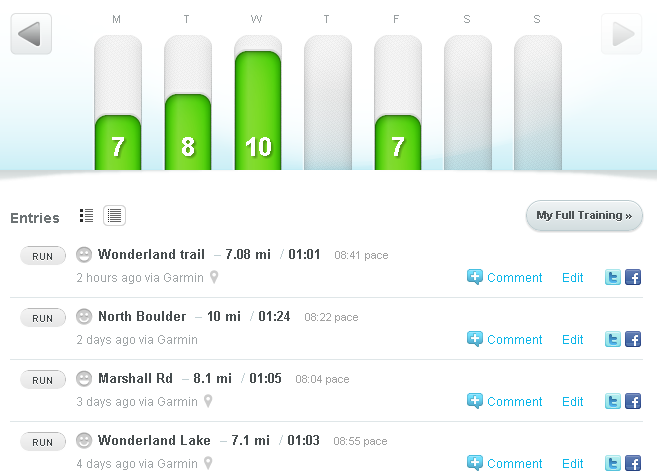 M T W T F S S
7 8 10 7
Entries
My Full Training »
RUN Wonderland trail – 7.08 mi / 01:01 08:41 pace
2 hours ago via Garmin Comment Edit
RUN North Boulder – 10 mi / 01:24 08:22 pace
2 days ago via Garmin Comment Edit
RUN Marshall Rd – 8.1 mi / 01:05 08:04 pace
3 days ago via Garmin Comment Edit
RUN Wonderland Lake – 7.1 mi / 01:03 08:55 pace
4 days ago via Garmin Comment Edit